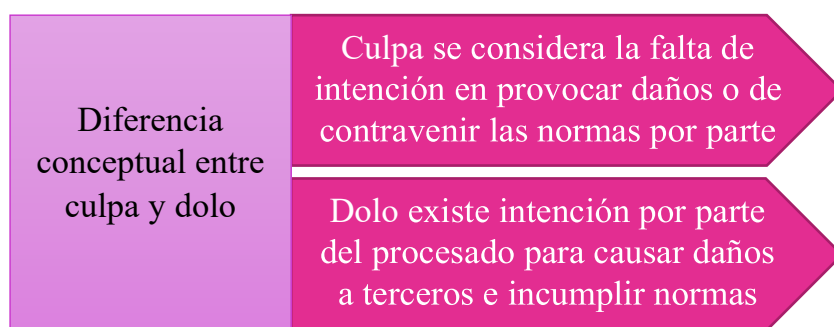 Diferencia
conceptual entre
culpa y dolo
Culpa se considera la falta de
intención en provocar daños o de
contravenir las normas por parte
Dolo existe intención por parte
del procesado para causar daños
a terceros e incumplir normas